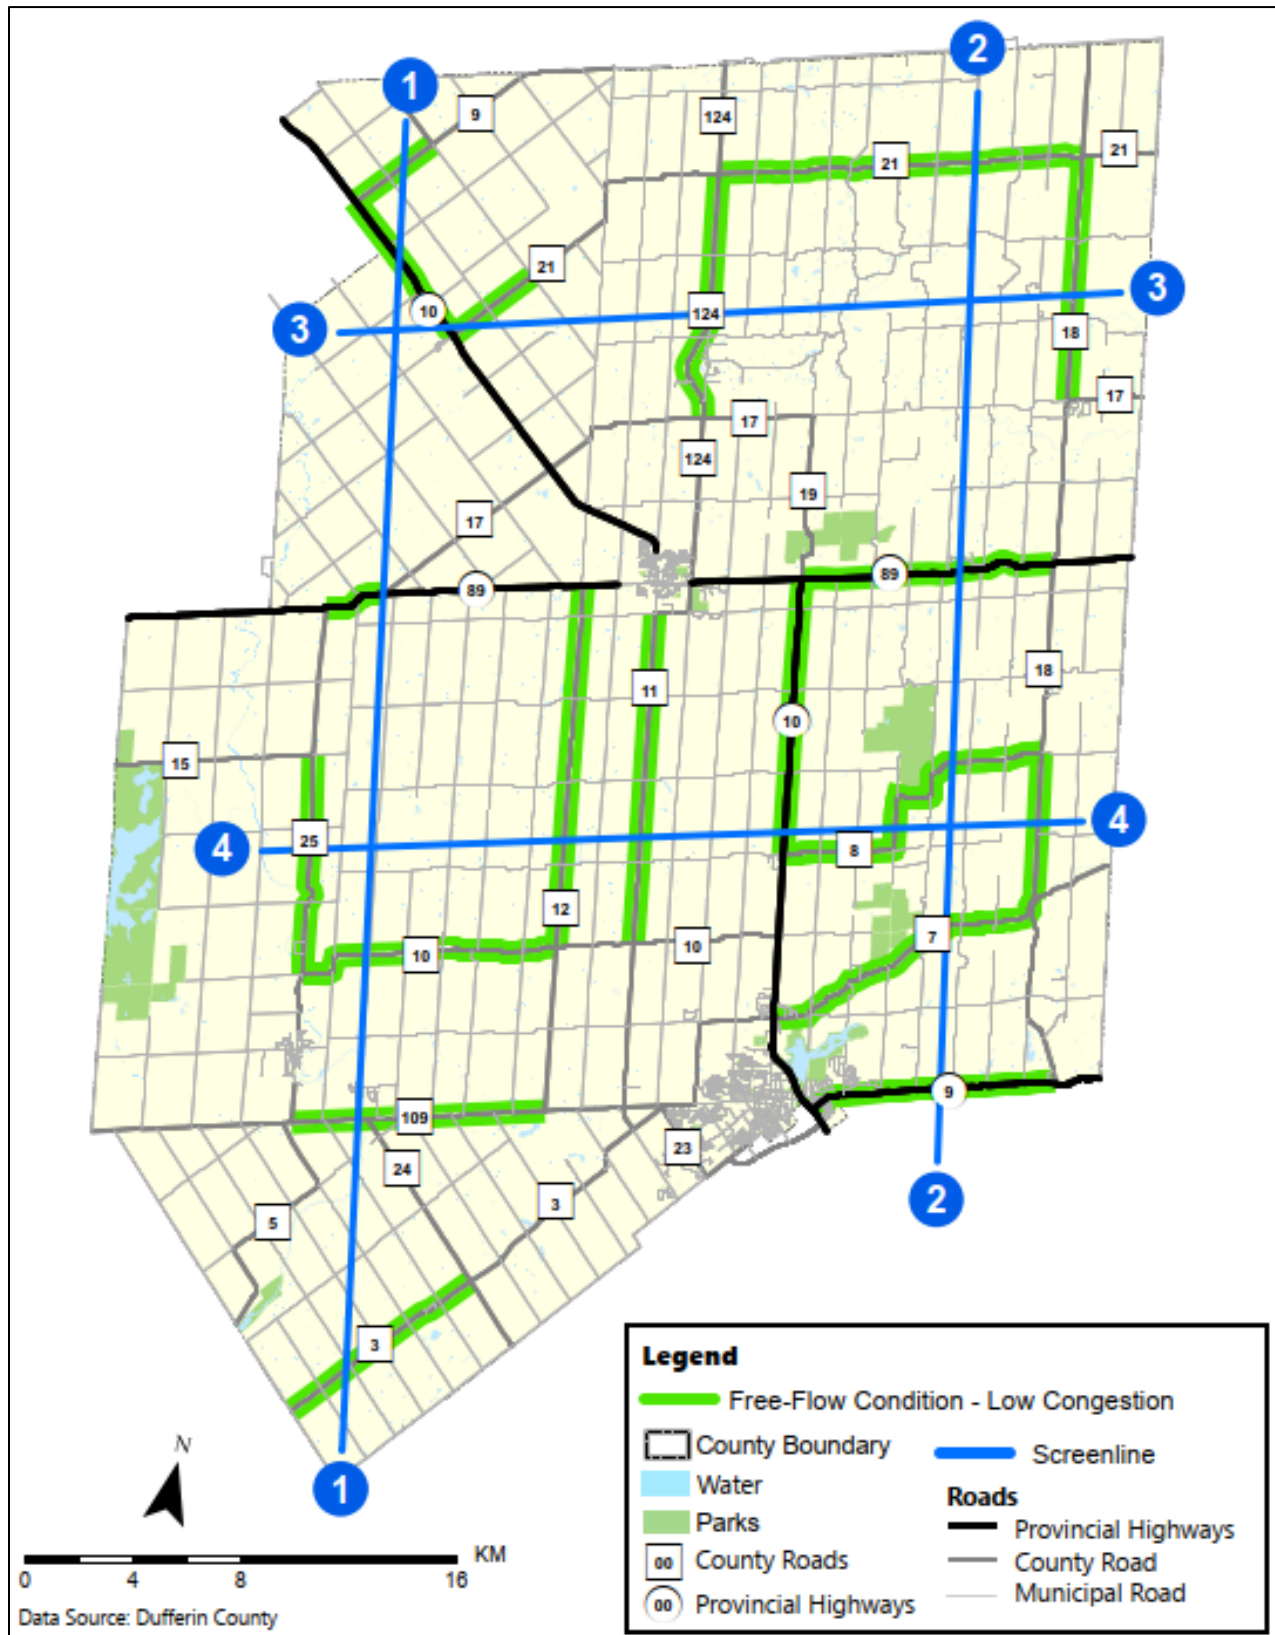 2
1
9
124
21
21
21
3
10
124
3
18
17
17
124
19
17
89
89
18
11
10
15
4
25
8
4
12
7
10
10
9
109
23
24
2
3
5
3
1
N
KM
0 4 8 16
Data Source: Dufferin County
Legend
Free-Flow Condition - Low Congestion
County Boundary
Screenline
Water
Roads
Parks
Provincial Highways
00 County Roads
County Road
00 Provincial Highways
Municipal Road